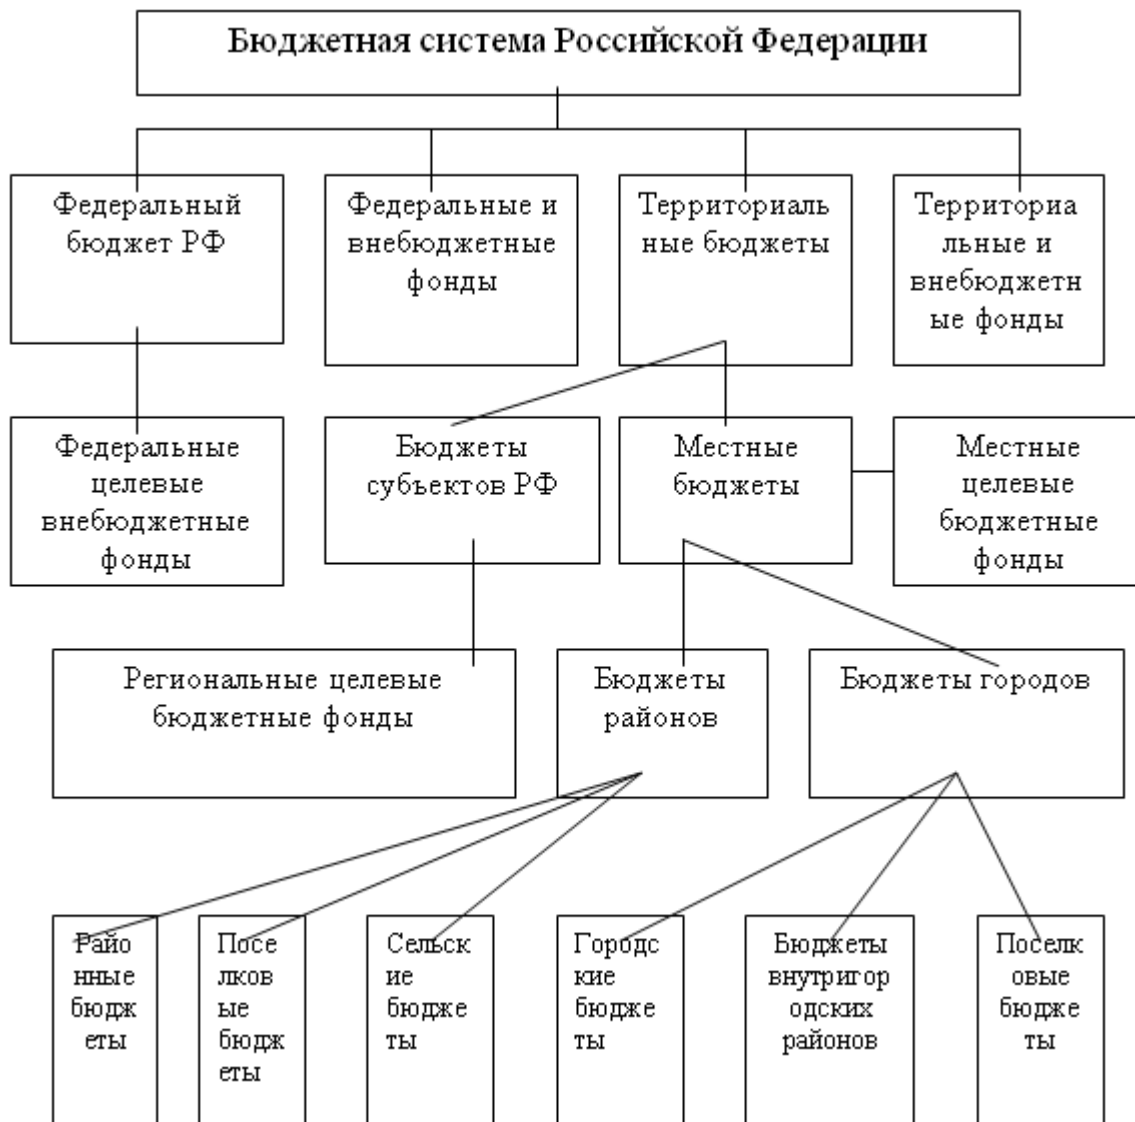 Бюджетная система Российской Федерации
Федеральный
бюджет РФ
Федеральные и
внебюджетные
фонды
Территориаль
ные бюджеты
Территориа
льные и
внебюджетн
ые фонды
Федеральные
целевые
внебюджетные
фонды
Бюджеты
субъектов РФ
Местные
бюджеты
Местные
целевые
бюджетные
фонды
Региональные целевые
бюджетные фонды
Бюджеты
районов
Бюджеты городов
Райо
нные
бюдж
еты
Посе
лков
ые
бюдж
еты
Сельск
ие
бюдже
ты
Городс
кие
бюдже
ты
Бюджеты
внутригор
одских
районов
Поселк
овые
бюдже
ты